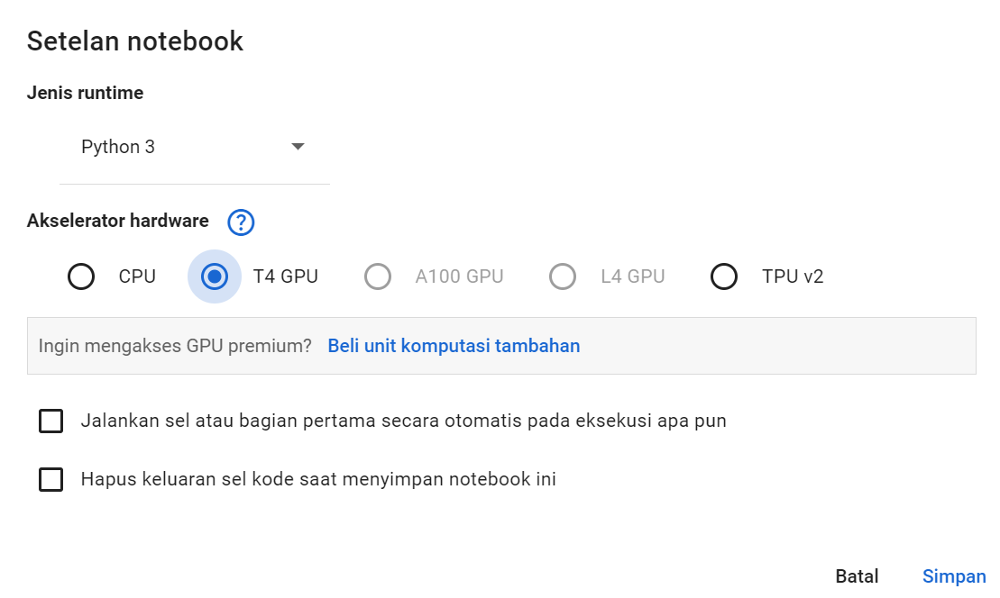 Setelan notebook
Jenis runtime
Python 3
Akselerator hardware ?
CPU T4 GPU A100 GPU L4 GPU TPU v2
Ingin mengakses GPU premium? Beli unit komputasi tambahan
Jalankan sel atau bagian pertama secara otomatis pada eksekusi apa pun
Hapus keluaran sel kode saat menyimpan notebook ini
Batal Simpan